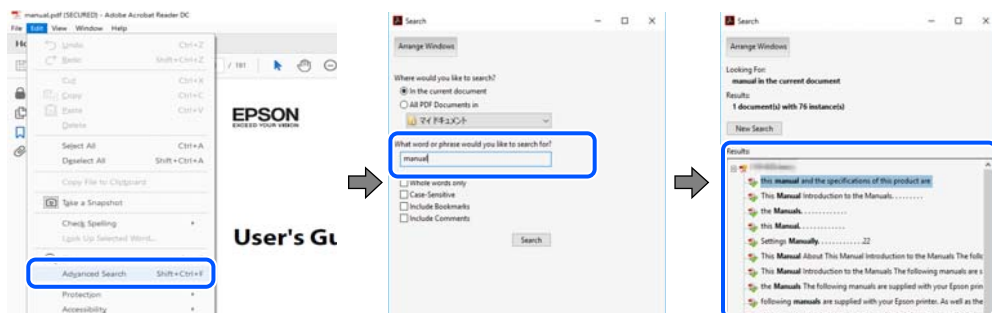 manual.pdf (SECURED) - Adobe Acrobat Reader DC
File Edit View Window Help
Undo Ctrl+Z
Redo Shift+Ctrl+Z
Cut Ctrl+X
Copy Ctrl+C
Paste Ctrl+V
Delete
Select All Ctrl+A
Deselect All Shift+Ctrl+A
Copy File to Clipboard
Take a Snapshot
Check Spelling
Look Up Selected Word...
Advanced Search Shift+Ctrl+F
Protection
Accessibility
/ 181
EPSON
EXCEED YOUR VISION
User's Gu
Search
Arrange Windows
Where would you like to search?
In the current document
All PDF Documents in
マイ ドキュメント
What word or phrase would you like to search for?
manual
Whole words only
Case-Sensitive
Include Bookmarks
Include Comments
Search
Search
Arrange Windows
Looking For:
manual in the current document
Results:
1 document(s) with 76 instance(s)
New Search
Results:
this manual and the specifications of this product are
This Manual Introduction to the Manuals. . . . . . . .
the Manuals. . . . . . . . . . . . .
this Manual. . . . . . . . . . . . .
Settings Manually. . . . . . . . . . . .22
This Manual About This Manual Introduction to the Manuals The follo
This Manual Introduction to the Manuals The following manuals are s
the Manuals The following manuals are supplied with your Epson prin
following manuals are supplied with your Epson printer. As well as the